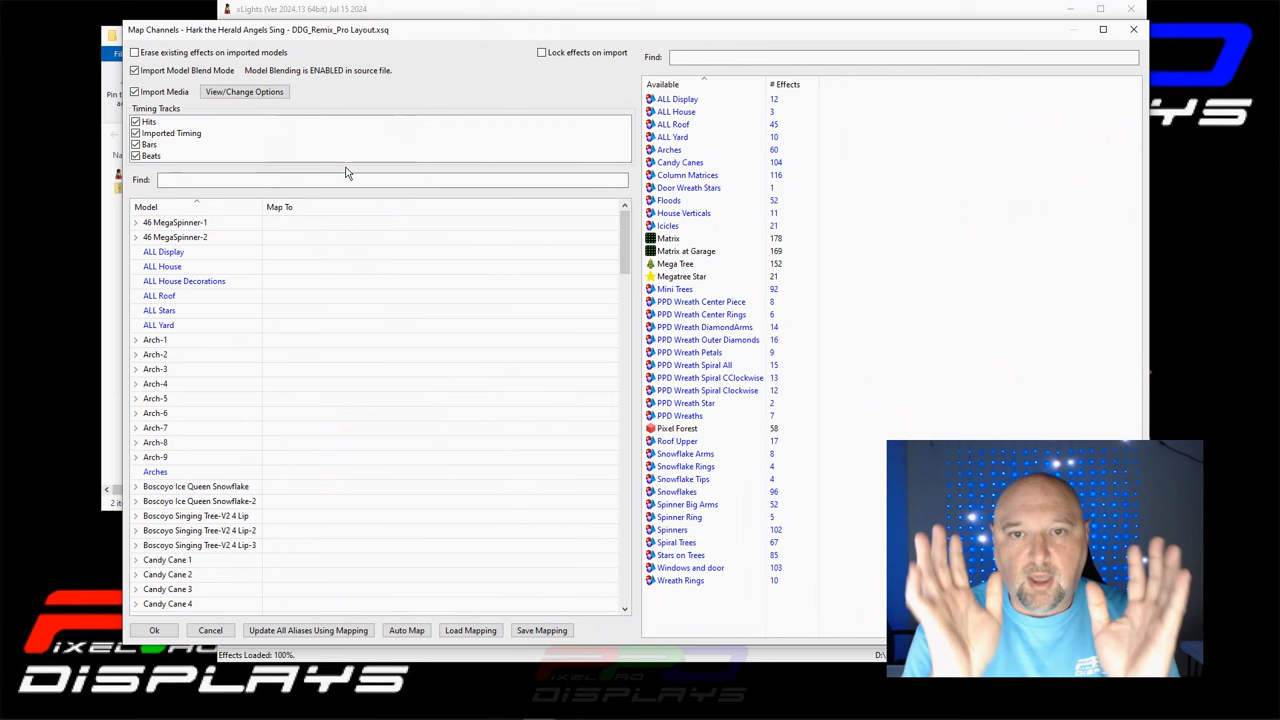 xLights (Ver 2024.13 64bit) Jul 15 2024
Map Channels - Hark the Herald Angels Sing - DDG_Remix_Pro Layout.xsq
Erase existing effects on imported models
Lock effects on import
Import Model Blend Mode Model Blending is ENABLED in source file.
Import Media View/Change Options
Timing Tracks
Hits
Imported Timing
Bars
Beats
Find:
Model Map To
46 MegaSpinner-1
46 MegaSpinner-2
ALL Display
ALL House
ALL House Decorations
ALL Roof
ALL Stars
ALL Yard
Arch-1
Arch-2
Arch-3
Arch-4
Arch-5
Arch-6
Arch-7
Arch-8
Arch-9
Arches
Boscoyo Ice Queen Snowflake
Boscoyo Ice Queen Snowflake-2
Boscoyo Singing Tree-V2 4 Lip
Boscoyo Singing Tree-V2 4 Lip-2
Boscoyo Singing Tree-V2 4 Lip-3
Candy Cane 1
Candy Cane 2
Candy Cane 3
Candy Cane 4
Ok Cancel Update All Aliases Using Mapping Auto Map Load Mapping Save Mapping
Find:
Available # Effects
ALL Display 12
ALL House 3
ALL Roof 45
ALL Yard 10
Arches 60
Candy Canes 104
Column Matrices 116
Door Wreath Stars 1
Floods 52
House Verticals 11
Icicles 21
Matrix 178
Matrix at Garage 169
Mega Tree 152
Megatree Star 21
Mini Trees 92
PPD Wreath Center Piece 8
PPD Wreath Center Rings 6
PPD Wreath DiamondArms 14
PPD Wreath Outer Diamonds 16
PPD Wreath Petals 9
PPD Wreath Spiral All 15
PPD Wreath Spiral CClockwise 13
PPD Wreath Spiral Clockwise 12
PPD Wreath Star 2
PPD Wreaths 7
Pixel Forest 58
Roof Upper 17
Snowflake Arms 8
Snowflake Rings 4
Snowflake Tips 4
Snowflakes 96
Spinner Big Arms 52
Spinner Ring 5
Spinners 102
Spiral Trees 67
Stars on Trees 85
Windows and door 103
Wreath Rings 10
Effects Loaded: 100%.
D:\
DISPLAYS
DISPLAYS